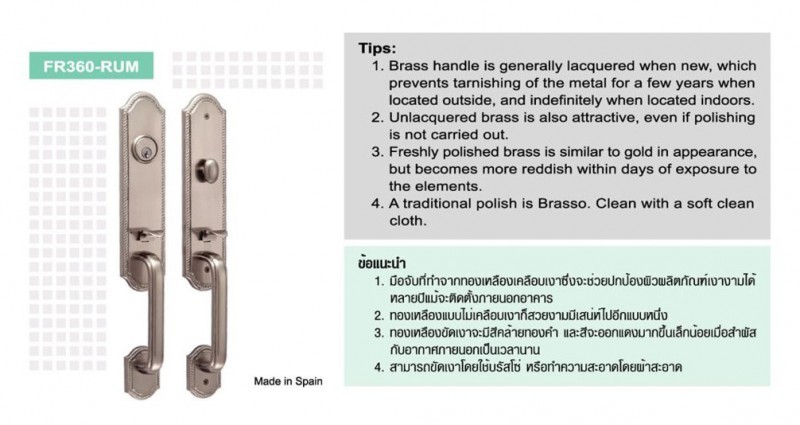 FR360-RUM
Made in Spain
Tips:
1. Brass handle is generally lacquered when new, which
prevents tarnishing of the metal for a few years when
located outside, and indefinitely when located indoors.
2. Unlacquered brass is also attractive, even if polishing
is not carried out.
3. Freshly polished brass is similar to gold in appearance,
but becomes more reddish within days of exposure to
the elements.
4. A traditional polish is Brasso. Clean with a soft clean
cloth.
ข้อแนะนำ
1. มือจับที่ทำจากทองเหลืองเคลือบเงาซึ่งจะช่วยปกป้องผิวผลิตภัณฑ์เงางามได้
หลายปีแม้จะติดตั้งภายนอกอาคาร
2. ทองเหลืองแบบไม่เคลือบเงาก็สวยงามมีเสน่ห์ไปอีกแบบหนึ่ง
3. ทองเหลืองขัดเงาจะมีสีคล้ายทองคำ และสีจะออกแดงมากขึ้นเล็กน้อยเมื่อสัมผัส
กับอากาศภายนอกเป็นเวลานาน
4. สามารถขัดเงาโดยใช้บรัสโซ่ หรือทำความสะอาดโดยผ้าสะอาด